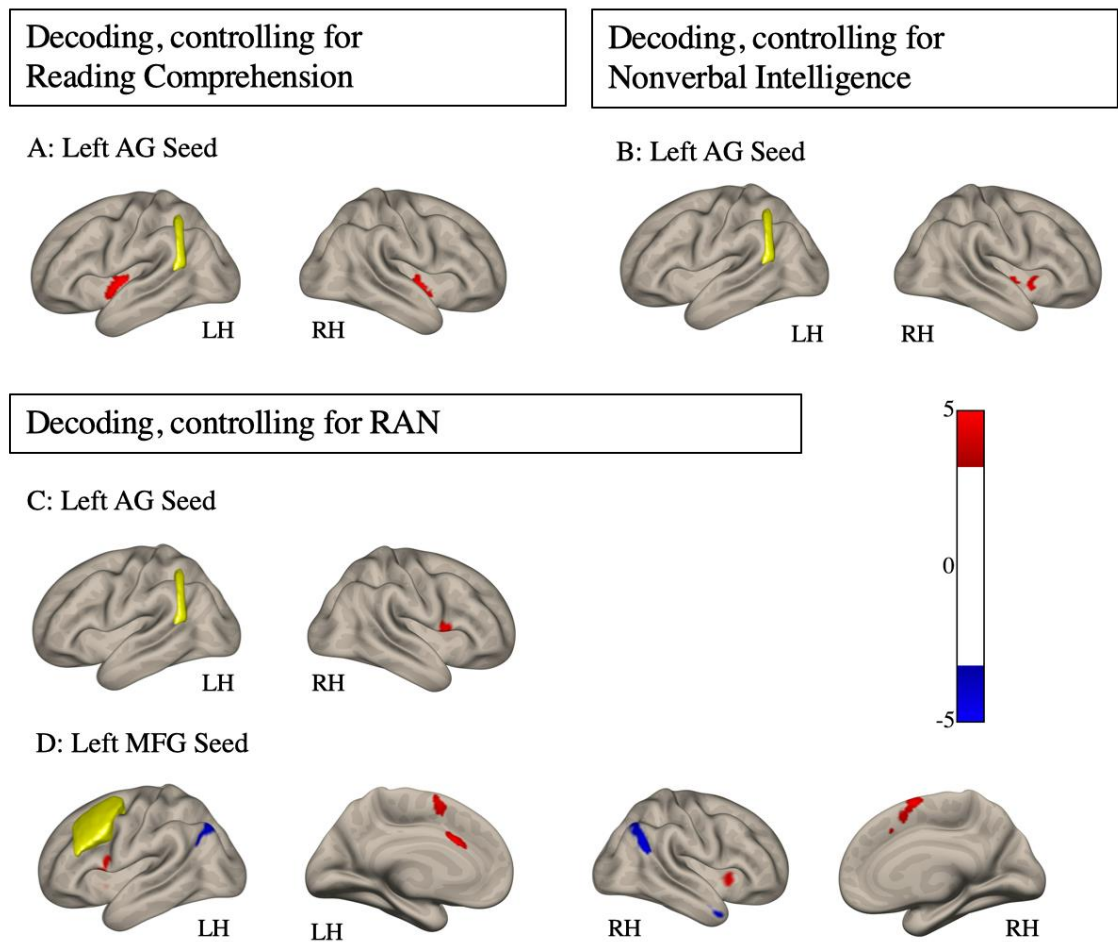 Decoding, controlling for
Reading Comprehension
Decoding, controlling for
Nonverbal Intelligence
A: Left AG Seed
B: Left AG Seed
LH
RH
LH
RH
Decoding, controlling for RAN
5
0
-5
C: Left AG Seed
LH
RH
D: Left MFG Seed
LH
LH
RH
RH